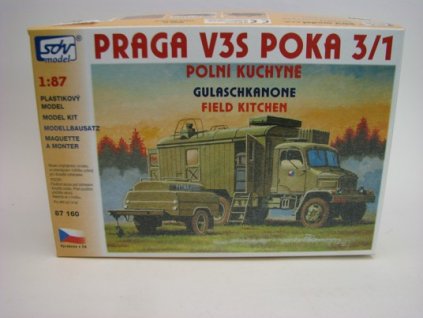 sdv
model
PRAGA V3S POKA 3/1
POLNÍ KUCHYNĚ
GULASCHKANONE
FIELD KITCHEN
1:87
PLASTIKOVÝ
MODEL
MODEL KIT
MODELLBAUSATZ
MAQUETTE
A MONTER
87 160